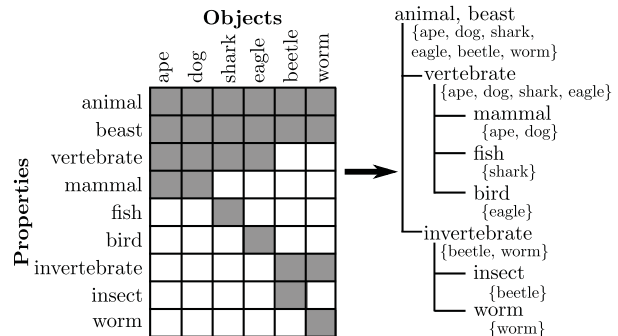 Objects
ape
dog
shark
eagle
beetle
worm
Properties
animal
beast
vertebrate
mammal
fish
bird
invertebrate
insect
worm
animal, beast
{ape, dog, shark,
eagle, beetle, worm}
vertebrate
{ape, dog, shark, eagle}
mammal
{ape, dog}
fish
{shark}
bird
{eagle}
invertebrate
{beetle, worm}
insect
{beetle}
worm
{worm}